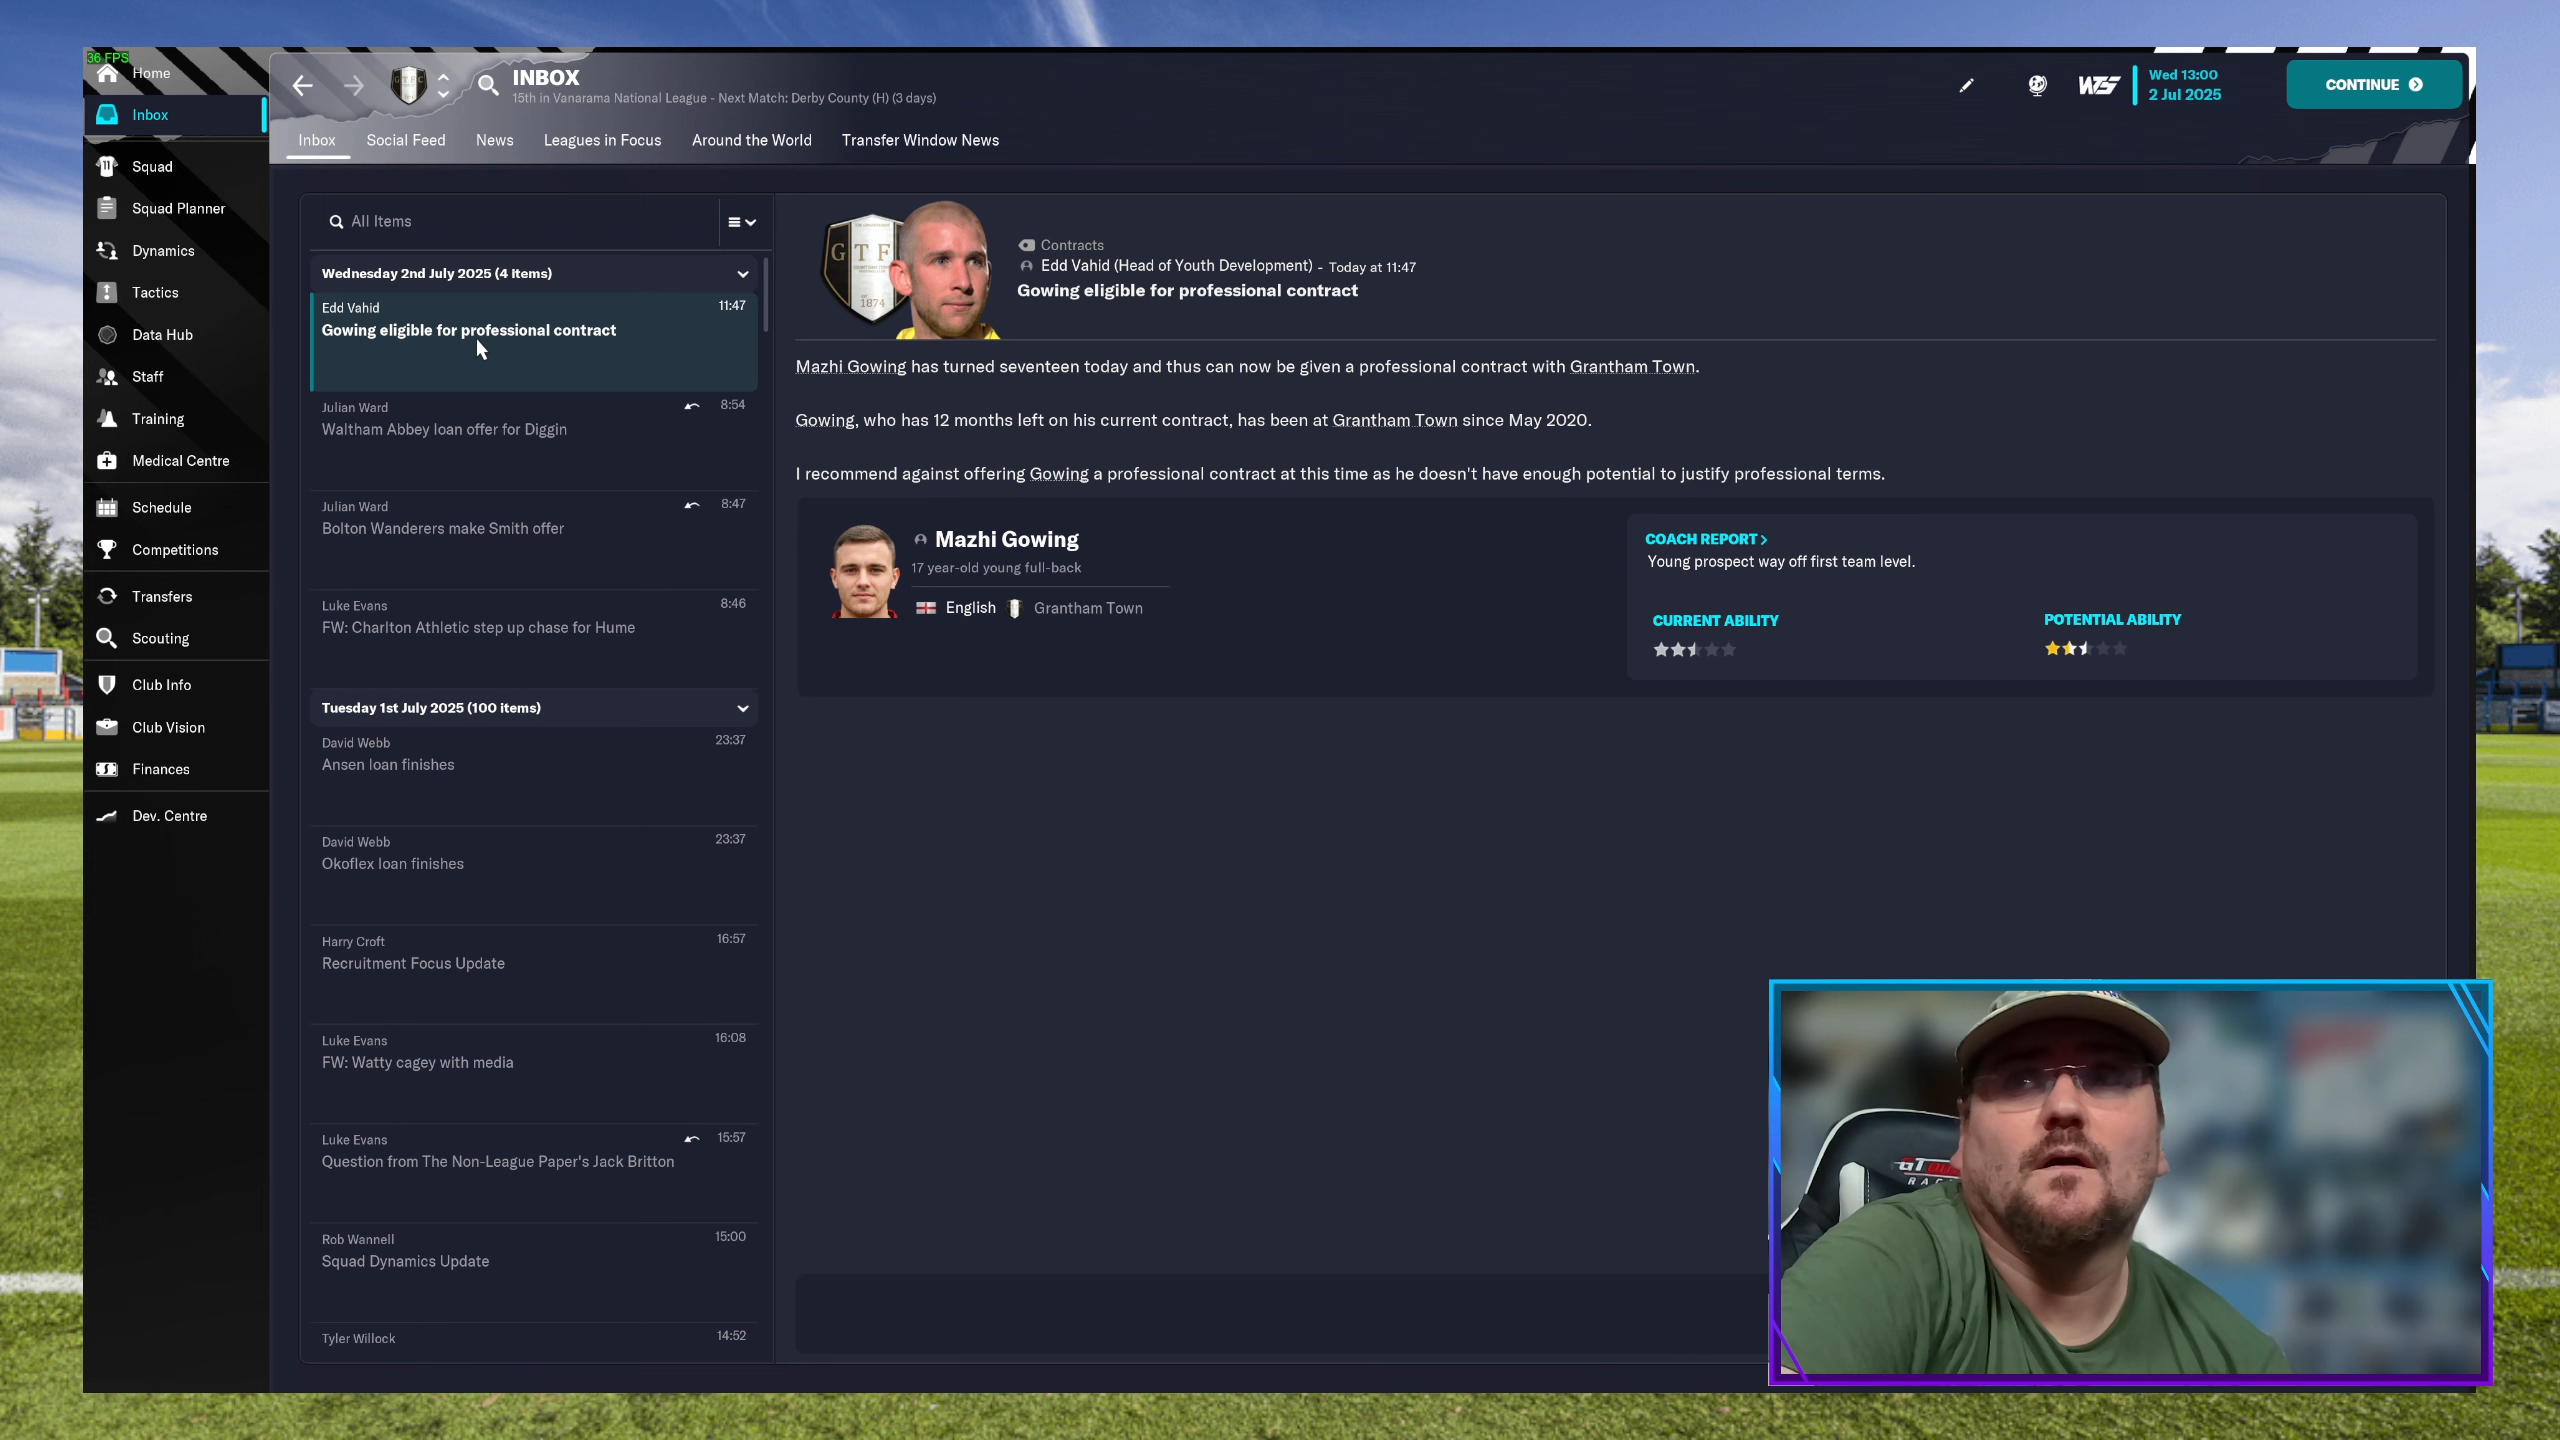 36 FPS
Home
Inbox
Squad
Squad Planner
Dynamics
Tactics
Data Hub
Staff
Training
Medical Centre
Schedule
Competitions
Transfers
Scouting
Club Info
Club Vision
Finances
Dev. Centre
INBOX
15th in Vanarama National League - Next Match: Derby County (H) (3 days)
Wed 13:00
2 Jul 2025
CONTINUE
Inbox Social Feed News Leagues in Focus Around the World Transfer Window News
All Items
Wednesday 2nd July 2025 (4 items)
Edd Vahid 11:47
Gowing eligible for professional contract
Julian Ward 8:54
Waltham Abbey loan offer for Diggin
Julian Ward 8:47
Bolton Wanderers make Smith offer
Luke Evans 8:46
FW: Charlton Athletic step up chase for Hume
Tuesday 1st July 2025 (100 items)
David Webb 23:37
Ansen loan finishes
David Webb 23:37
Okoflex loan finishes
Harry Croft 16:57
Recruitment Focus Update
Luke Evans 16:08
FW: Watty cagey with media
Luke Evans 15:57
Question from The Non-League Paper's Jack Britton
Rob Wannell 15:00
Squad Dynamics Update
Tyler Willock 14:52
G T F
1874
Contracts
Edd Vahid (Head of Youth Development) - Today at 11:47
Gowing eligible for professional contract
Mazhi Gowing has turned seventeen today and thus can now be given a professional contract with Grantham Town.
Gowing, who has 12 months left on his current contract, has been at Grantham Town since May 2020.
I recommend against offering Gowing a professional contract at this time as he doesn't have enough potential to justify professional terms.
Mazhi Gowing
17 year-old young full-back
English Grantham Town
COACH REPORT >
Young prospect way off first team level.
CURRENT ABILITY
POTENTIAL ABILITY